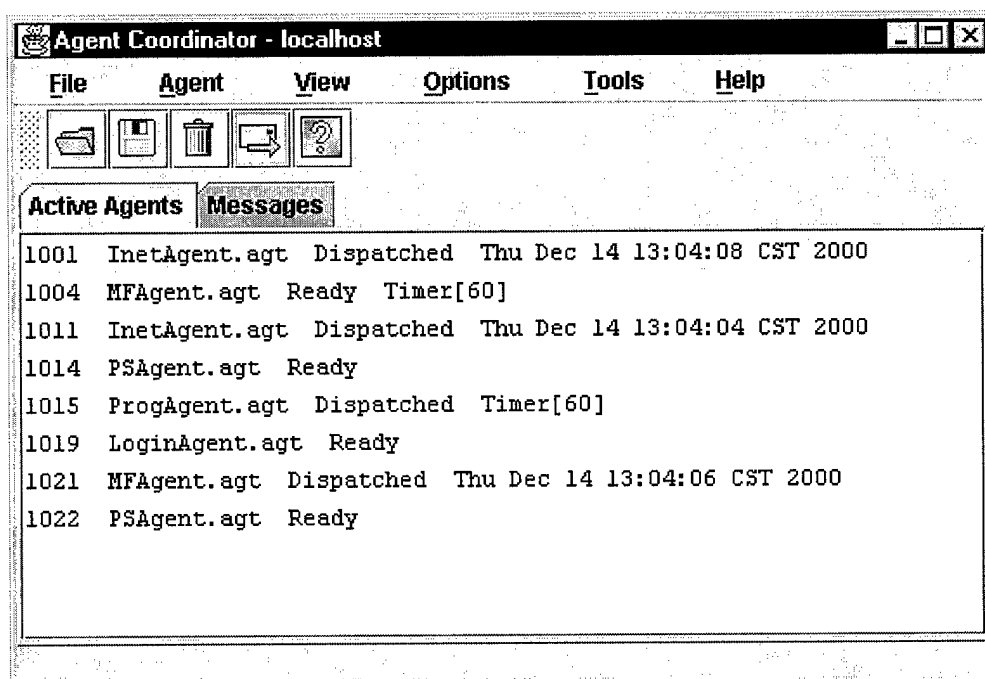 Agent Coordinator - localhost
File Agent View Options Tools Help
Active Agents Messages
1001 InetAgent.agt Dispatched Thu Dec 14 13:04:08 CST 2000
1004 MFAgent.agt Ready Timer[60]
1011 InetAgent.agt Dispatched Thu Dec 14 13:04:04 CST 2000
1014 PSAgent.agt Ready
1015 ProgAgent.agt Dispatched Timer[60]
1019 LoginAgent.agt Ready
1021 MFAgent.agt Dispatched Thu Dec 14 13:04:06 CST 2000
1022 PSAgent.agt Ready